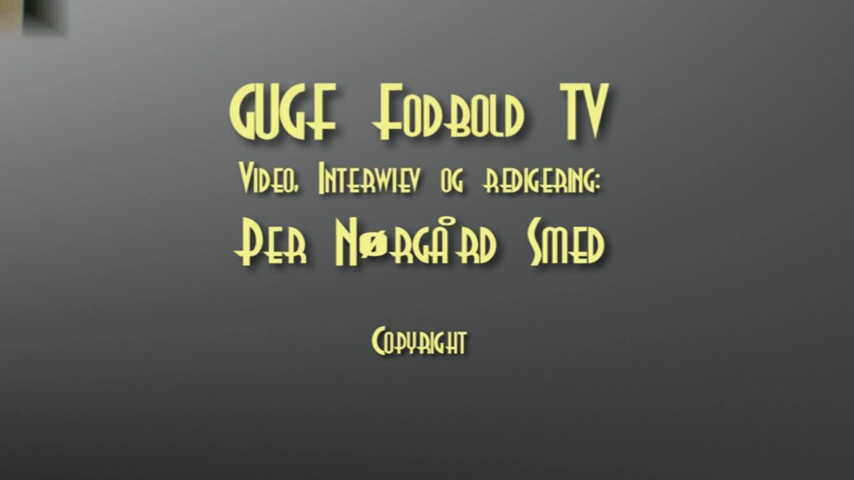 GUGF Fodbold TV
Video, Interwiev og redigering:
Per Nørgård Smed
Copyright